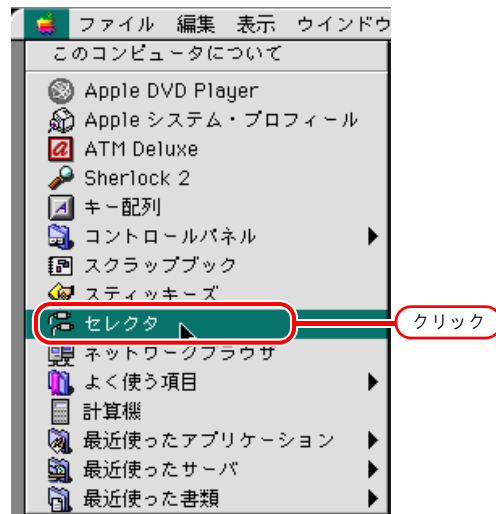 ファイル 編集 表示 ウインドウ
このコンピュータについて
Apple DVD Player
Apple システム・プロフィール
ATM Deluxe
Sherlock 2
キー配列
コントロールパネル
スクラップブック
スティッキーズ
セレクタ
クリック
ネットワークブラウザ
よく使う項目
計算機
最近使ったアプリケーション
最近使ったサーバ
最近使った書類